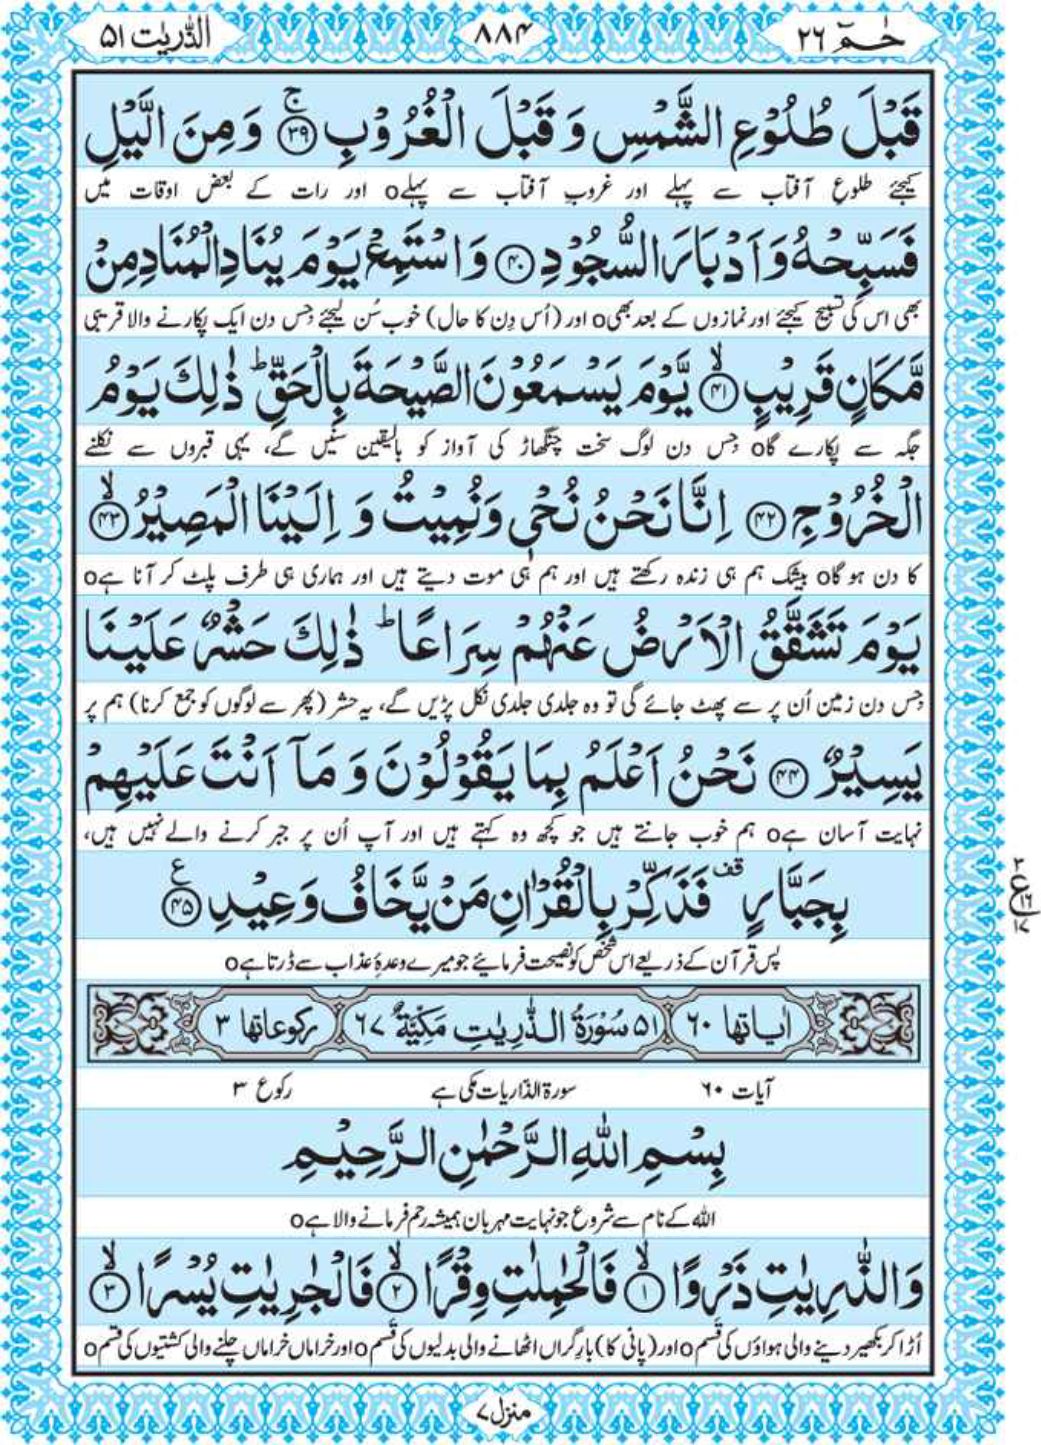 حٰمٓ ۲۶ ۸۸۴ الذّٰریٰت ۵۱
قَبْلَ طُلُوْعِ الشَّمْسِ وَ قَبْلَ الْغُرُوْبِ ۚ﴿۳۹﴾ وَ مِنَ الَّیْلِ
کیجئے طلوعِ آفتاب سے پہلے اور غروبِ آفتاب سے پہلےo اور رات کے بعض اوقات میں
فَسَبِّحْهُ وَ اَدْبَارَ السُّجُوْدِ ﴿۴۰﴾ وَ اسْتَمِعْ یَوْمَ یُنَادِ الْمُنَادِ مِنْ
بھی اس کی تسبیح کیجئے اور نمازوں کے بعد بھیo اور (اُس دِن کا حال) خوب سُن لیجئے جس دن ایک پکارنے والا قریبی
مَّكَانٍ قَرِیْبٍ ۙ﴿۴۱﴾ یَّوْمَ یَسْمَعُوْنَ الصَّیْحَةَ بِالْحَقِّ ؕ ذٰلِكَ یَوْمُ
جگہ سے پکارے گاo جس دن لوگ سخت چنگھاڑ کی آواز کو بالیقین سنیں گے، یہی قبروں سے نکلنے
الْخُرُوْجِ ﴿۴۲﴾ اِنَّا نَحْنُ نُحْیٖ وَ نُمِیْتُ وَ اِلَیْنَا الْمَصِیْرُ ۙ﴿۴۳﴾
کا دن ہو گاo بیشک ہم ہی زندہ رکھتے ہیں اور ہم ہی موت دیتے ہیں اور ہماری ہی طرف پلٹ کر آنا ہےo
یَوْمَ تَشَقَّقُ الْاَرْضُ عَنْهُمْ سِرَاعًا ؕ ذٰلِكَ حَشْرٌ عَلَیْنَا
جس دن زمین اُن پر سے پھٹ جائے گی تو وہ جلدی جلدی نکل پڑیں گے، یہ حشر (پھر سے لوگوں کو جمع کرنا) ہم پر
یَسِیْرٌ ﴿۴۴﴾ نَحْنُ اَعْلَمُ بِمَا یَقُوْلُوْنَ وَ مَاۤ اَنْتَ عَلَیْهِمْ
نہایت آسان ہےo ہم خوب جانتے ہیں جو کچھ وہ کہتے ہیں اور آپ اُن پر جبر کرنے والے نہیں ہیں،
بِجَبَّارٍ ۫ قف فَذَكِّرْ بِالْقُرْاٰنِ مَنْ یَّخَافُ وَعِیْدِ ﴿۴۵﴾ ع
۲ ع ۱۶ ۱۷
پس قرآن کے ذریعے اس شخص کو نصیحت فرمائیے جو میرے وعدۂ عذاب سے ڈرتا ہےo
اٰیاتھا ۶۰ ۵۱ سُوْرَةُ الذّٰرِیٰتِ مَكِّیَّةٌ ۶۷ رکوعاتھا ۳
آیات ۶۰ سورۃ الذاریات مکی ہے رکوع ۳
بِسْمِ اللّٰهِ الرَّحْمٰنِ الرَّحِیْمِ
اللہ کے نام سے شروع جو نہایت مہربان ہمیشہ رحم فرمانے والا ہےo
وَ الذّٰرِیٰتِ ذَرْوًا ۙ﴿۱﴾ فَالْحٰمِلٰتِ وِقْرًا ۙ﴿۲﴾ فَالْجٰرِیٰتِ یُسْرًا ۙ﴿۳﴾
اُڑا کر بکھیر دینے والی ہواؤں کی قَسمo اور (پانی کا) بارِ گراں اٹھانے والی بدلیوں کی قَسمo اور خراماں خراماں چلنے والی کشتیوں کی قسمo
منزل ۷